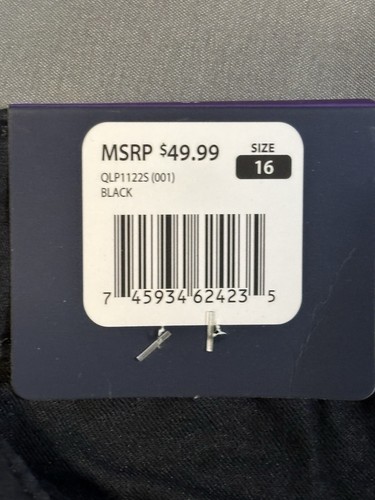 MSRP $49.99
SIZE
16
QLP1122S (001)
BLACK
7 45934 62423 5